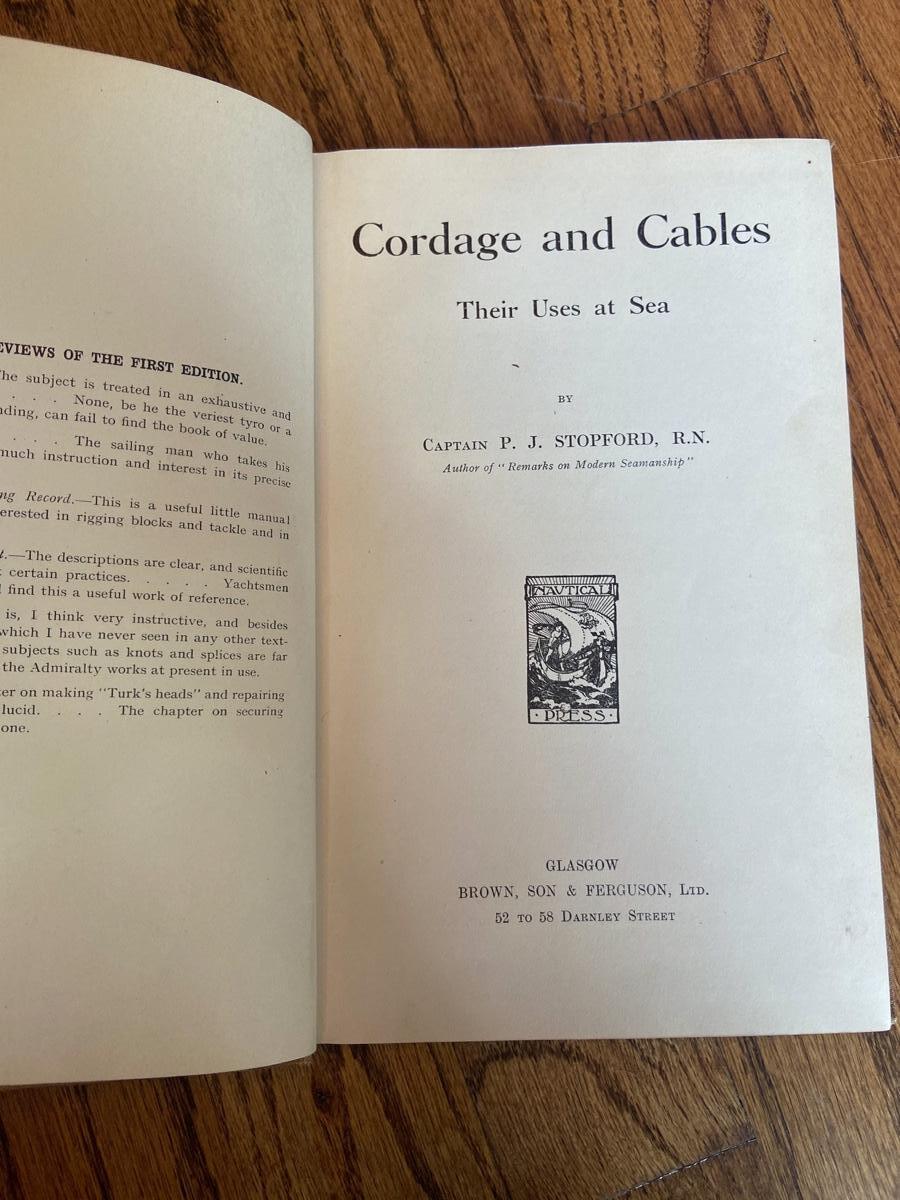 EVIEWS OF THE FIRST EDITION.
he subject is treated in an exhaustive and
. . . None, be he the veriest tyro or a
nding, can fail to find the book of value.
. . . . The sailing man who takes his
much instruction and interest in its precise
ng Record.—This is a useful little manual
erested in rigging blocks and tackle and in
t.—The descriptions are clear, and scientific
certain practices. . . . . Yachtsmen
find this a useful work of reference.
is, I think very instructive, and besides
which I have never seen in any other text-
subjects such as knots and splices are far
the Admiralty works at present in use.
ter on making "Turk's heads" and repairing
lucid. . . . The chapter on securing
one.
Cordage and Cables
Their Uses at Sea
BY
CAPTAIN P. J. STOPFORD, R.N.
Author of "Remarks on Modern Seamanship"
NAUTICAL
· PRESS ·
GLASGOW
BROWN, SON & FERGUSON, LTD.
52 TO 58 DARNLEY STREET